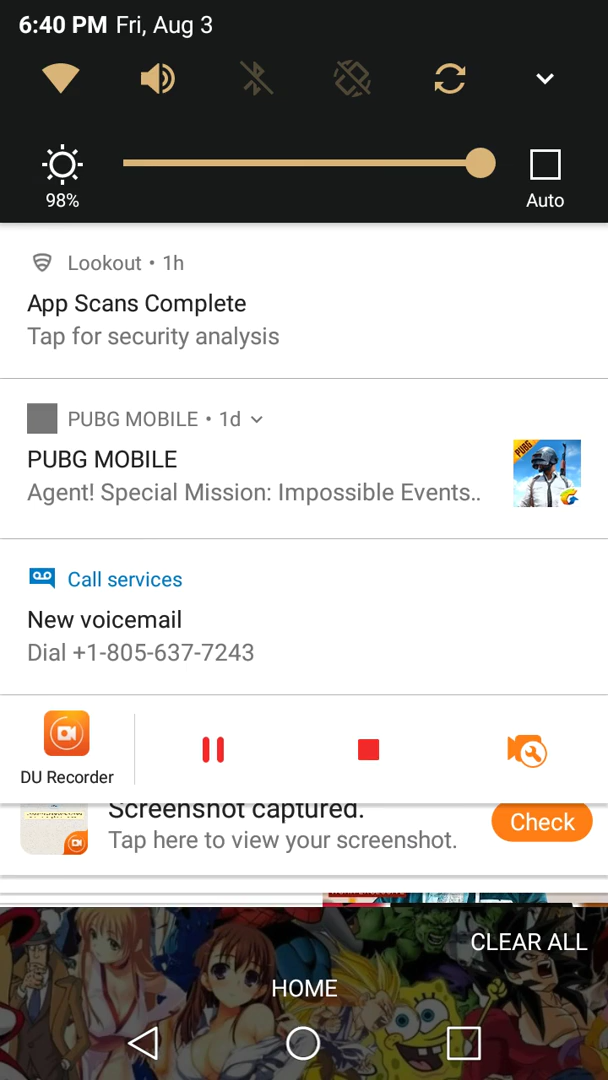 6:40 PM Fri, Aug 3
98%
Auto
Lookout • 1h
App Scans Complete
Tap for security analysis
PUBG MOBILE • 1d
PUBG MOBILE
Agent! Special Mission: Impossible Events..
PUBG
Call services
New voicemail
Dial +1-805-637-7243
DU Recorder
Screenshot captured.
Tap here to view your screenshot.
Check
CLEAR ALL
HOME